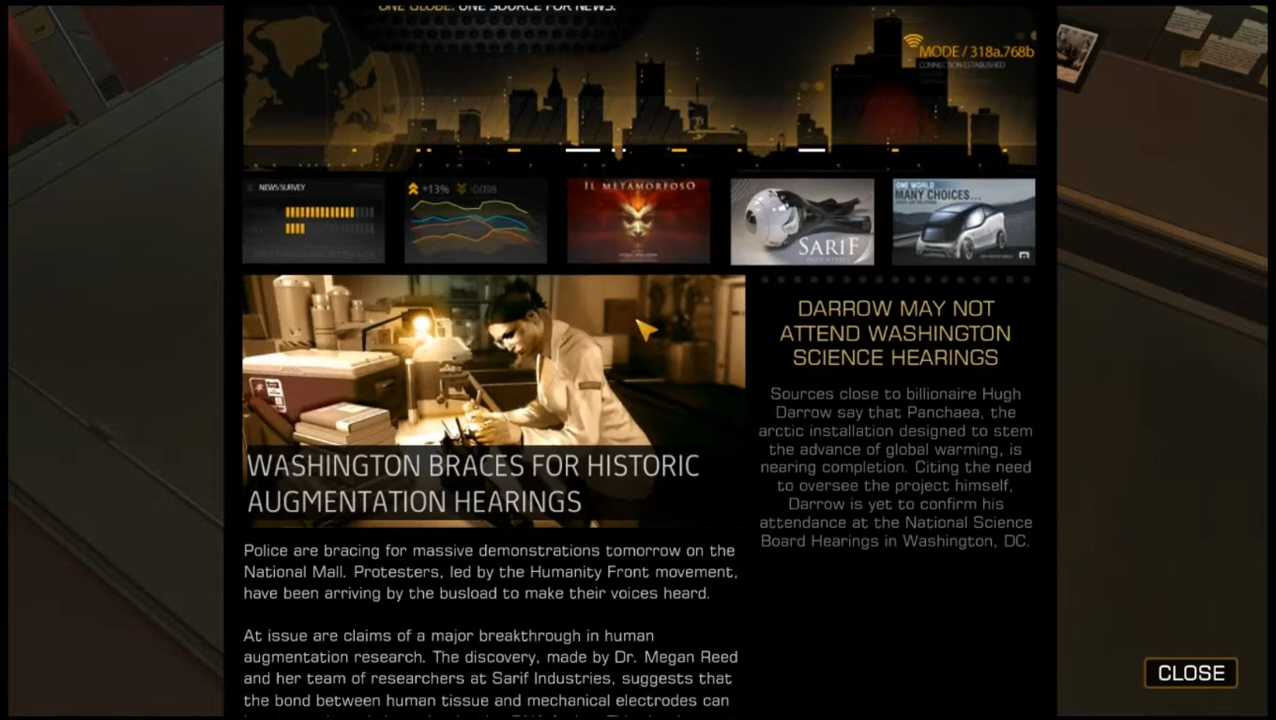 ONE GLOBE. ONE SOURCE FOR NEWS.
MODE / 318a.768b
CONNECTION ESTABLISHED
NEWS SURVEY
+13% -0.098
IL METAMORFOSO
SARIF
ONE WORLD
MANY CHOICES...
WASHINGTON BRACES FOR HISTORIC
AUGMENTATION HEARINGS
Police are bracing for massive demonstrations tomorrow on the
National Mall. Protesters, led by the Humanity Front movement,
have been arriving by the busload to make their voices heard.
At issue are claims of a major breakthrough in human
augmentation research. The discovery, made by Dr. Megan Reed
and her team of researchers at Sarif Industries, suggests that
the bond between human tissue and mechanical electrodes can
DARROW MAY NOT
ATTEND WASHINGTON
SCIENCE HEARINGS
Sources close to billionaire Hugh
Darrow say that Panchaea, the
arctic installation designed to stem
the advance of global warming, is
nearing completion. Citing the need
to oversee the project himself,
Darrow is yet to confirm his
attendance at the National Science
Board Hearings in Washington, DC.
CLOSE